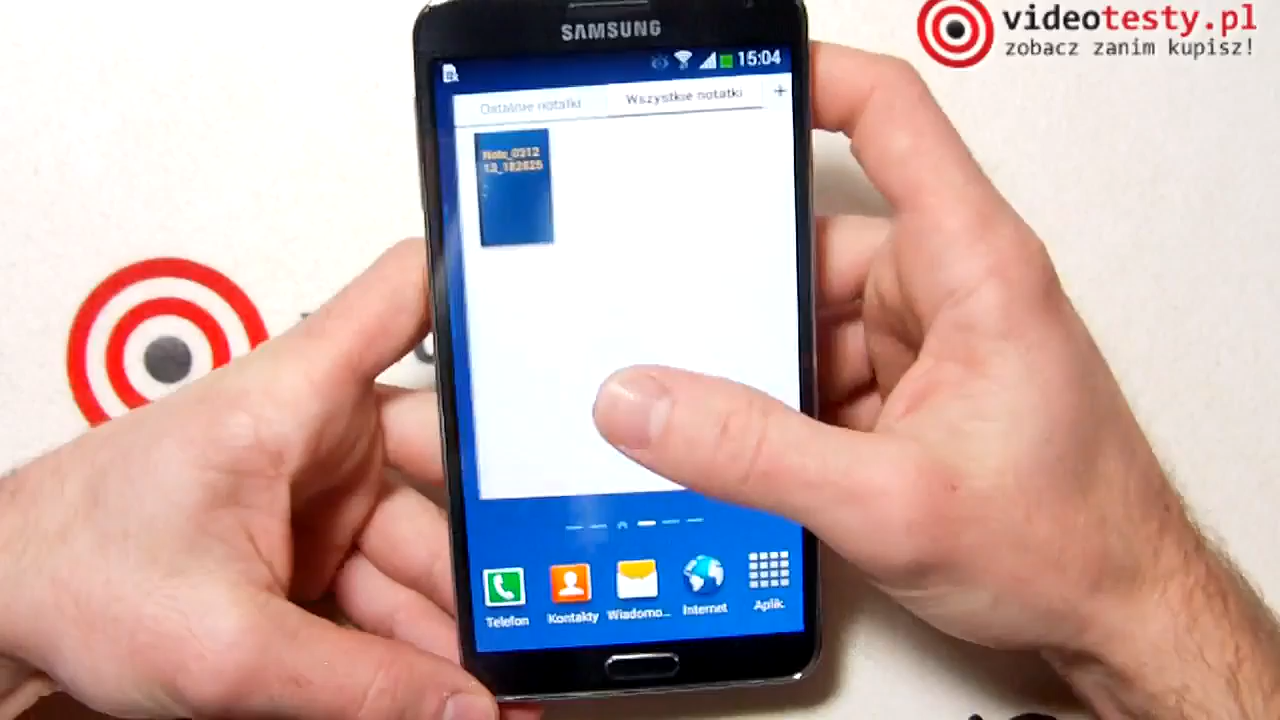 videotesty.pl
zobacz zanim kupisz!
SAMSUNG
15:04
Ostatnie notatki
Wszystkie notatki
+
Note_0312
13_182825
Telefon
Kontakty
Wiadomo...
Internet
Aplik.